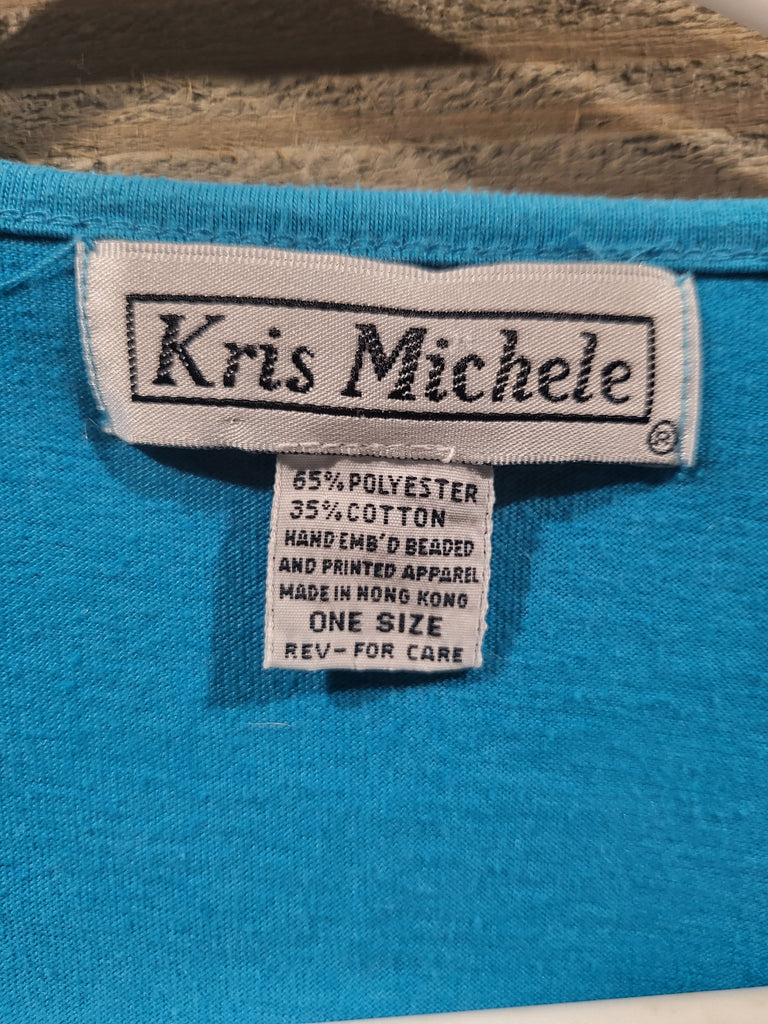 Kris Michele
®
65% POLYESTER
35% COTTON
HAND EMB'D BEADED
AND PRINTED APPAREL
MADE IN NONG KONG
ONE SIZE
REV- FOR CARE